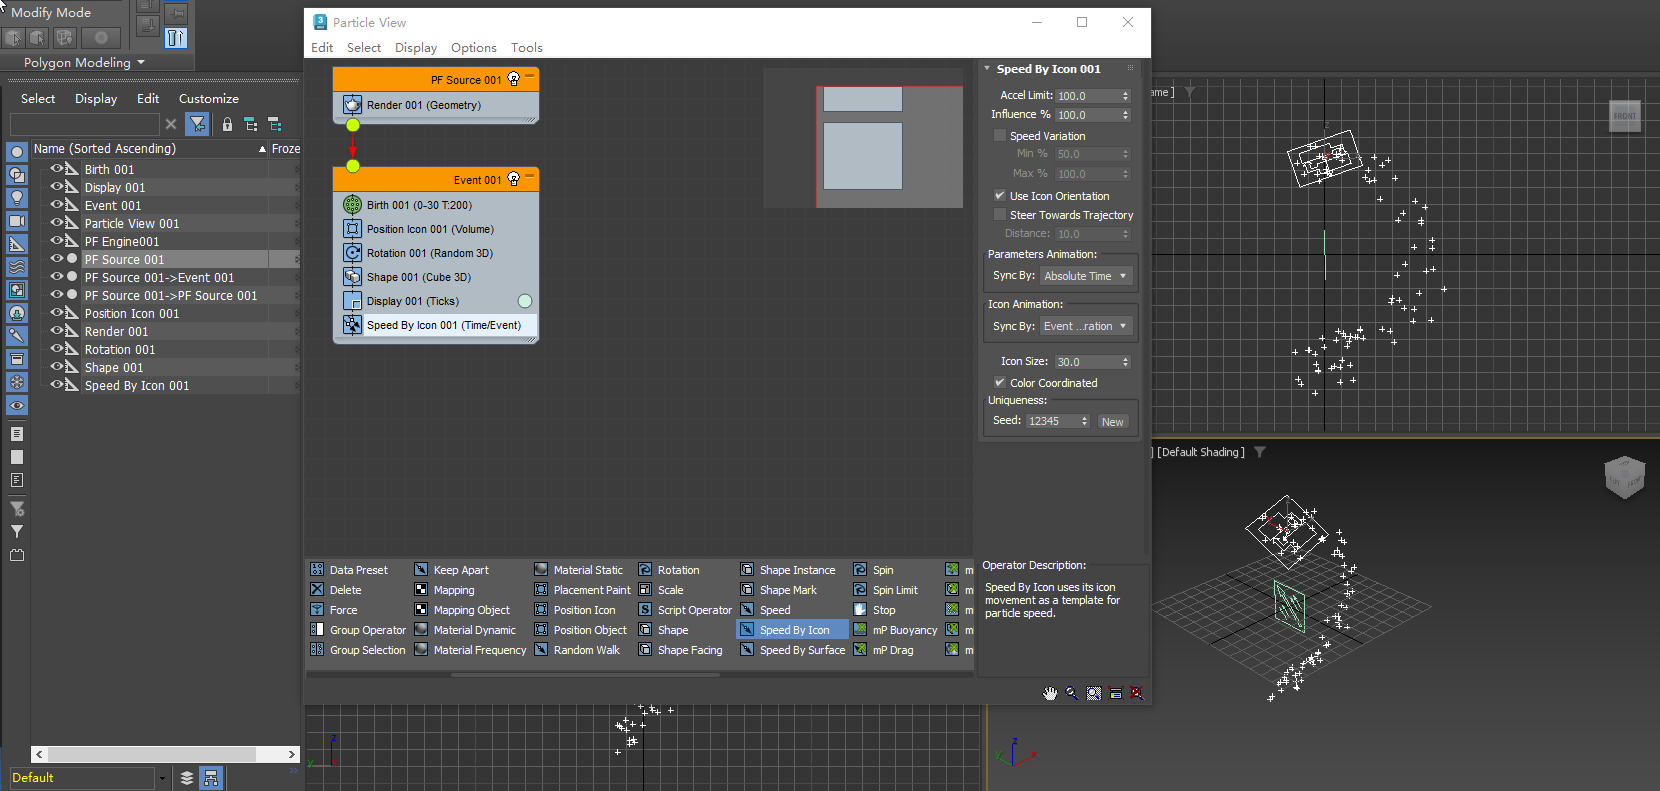 Modify Mode
Polygon Modeling
Select Display Edit Customize
Name (Sorted Ascending) Froze
Birth 001
Display 001
Event 001
Particle View 001
PF Engine001
PF Source 001
PF Source 001->Event 001
PF Source 001->PF Source 001
Position Icon 001
Render 001
Rotation 001
Shape 001
Speed By Icon 001
Default
3
Particle View
Edit Select Display Options Tools
PF Source 001
Render 001 (Geometry)
Event 001
Birth 001 (0-30 T:200)
Position Icon 001 (Volume)
Rotation 001 (Random 3D)
Shape 001 (Cube 3D)
Display 001 (Ticks)
Speed By Icon 001 (Time/Event)
Speed By Icon 001
Accel Limit: 100.0
Influence % 100.0
Speed Variation
Min % 50.0
Max % 100.0
Use Icon Orientation
Steer Towards Trajectory
Distance: 10.0
Parameters Animation:
Sync By: Absolute Time
Icon Animation:
Sync By: Event ...ration
Icon Size: 30.0
Color Coordinated
Uniqueness:
Seed: 12345 New
Data Preset Keep Apart Material Static Rotation Shape Instance Spin m
Delete Mapping Placement Paint Scale Shape Mark Spin Limit m
Force Mapping Object Position Icon Script Operator Speed Stop m
Group Operator Material Dynamic Position Object Shape Speed By Icon mP Buoyancy m
Group Selection Material Frequency Random Walk Shape Facing Speed By Surface mP Drag m
Operator Description:
Speed By Icon uses its icon
movement as a template for
particle speed.
ame ]
FRONT
z
] [Default Shading ]
z
y
x
z
y